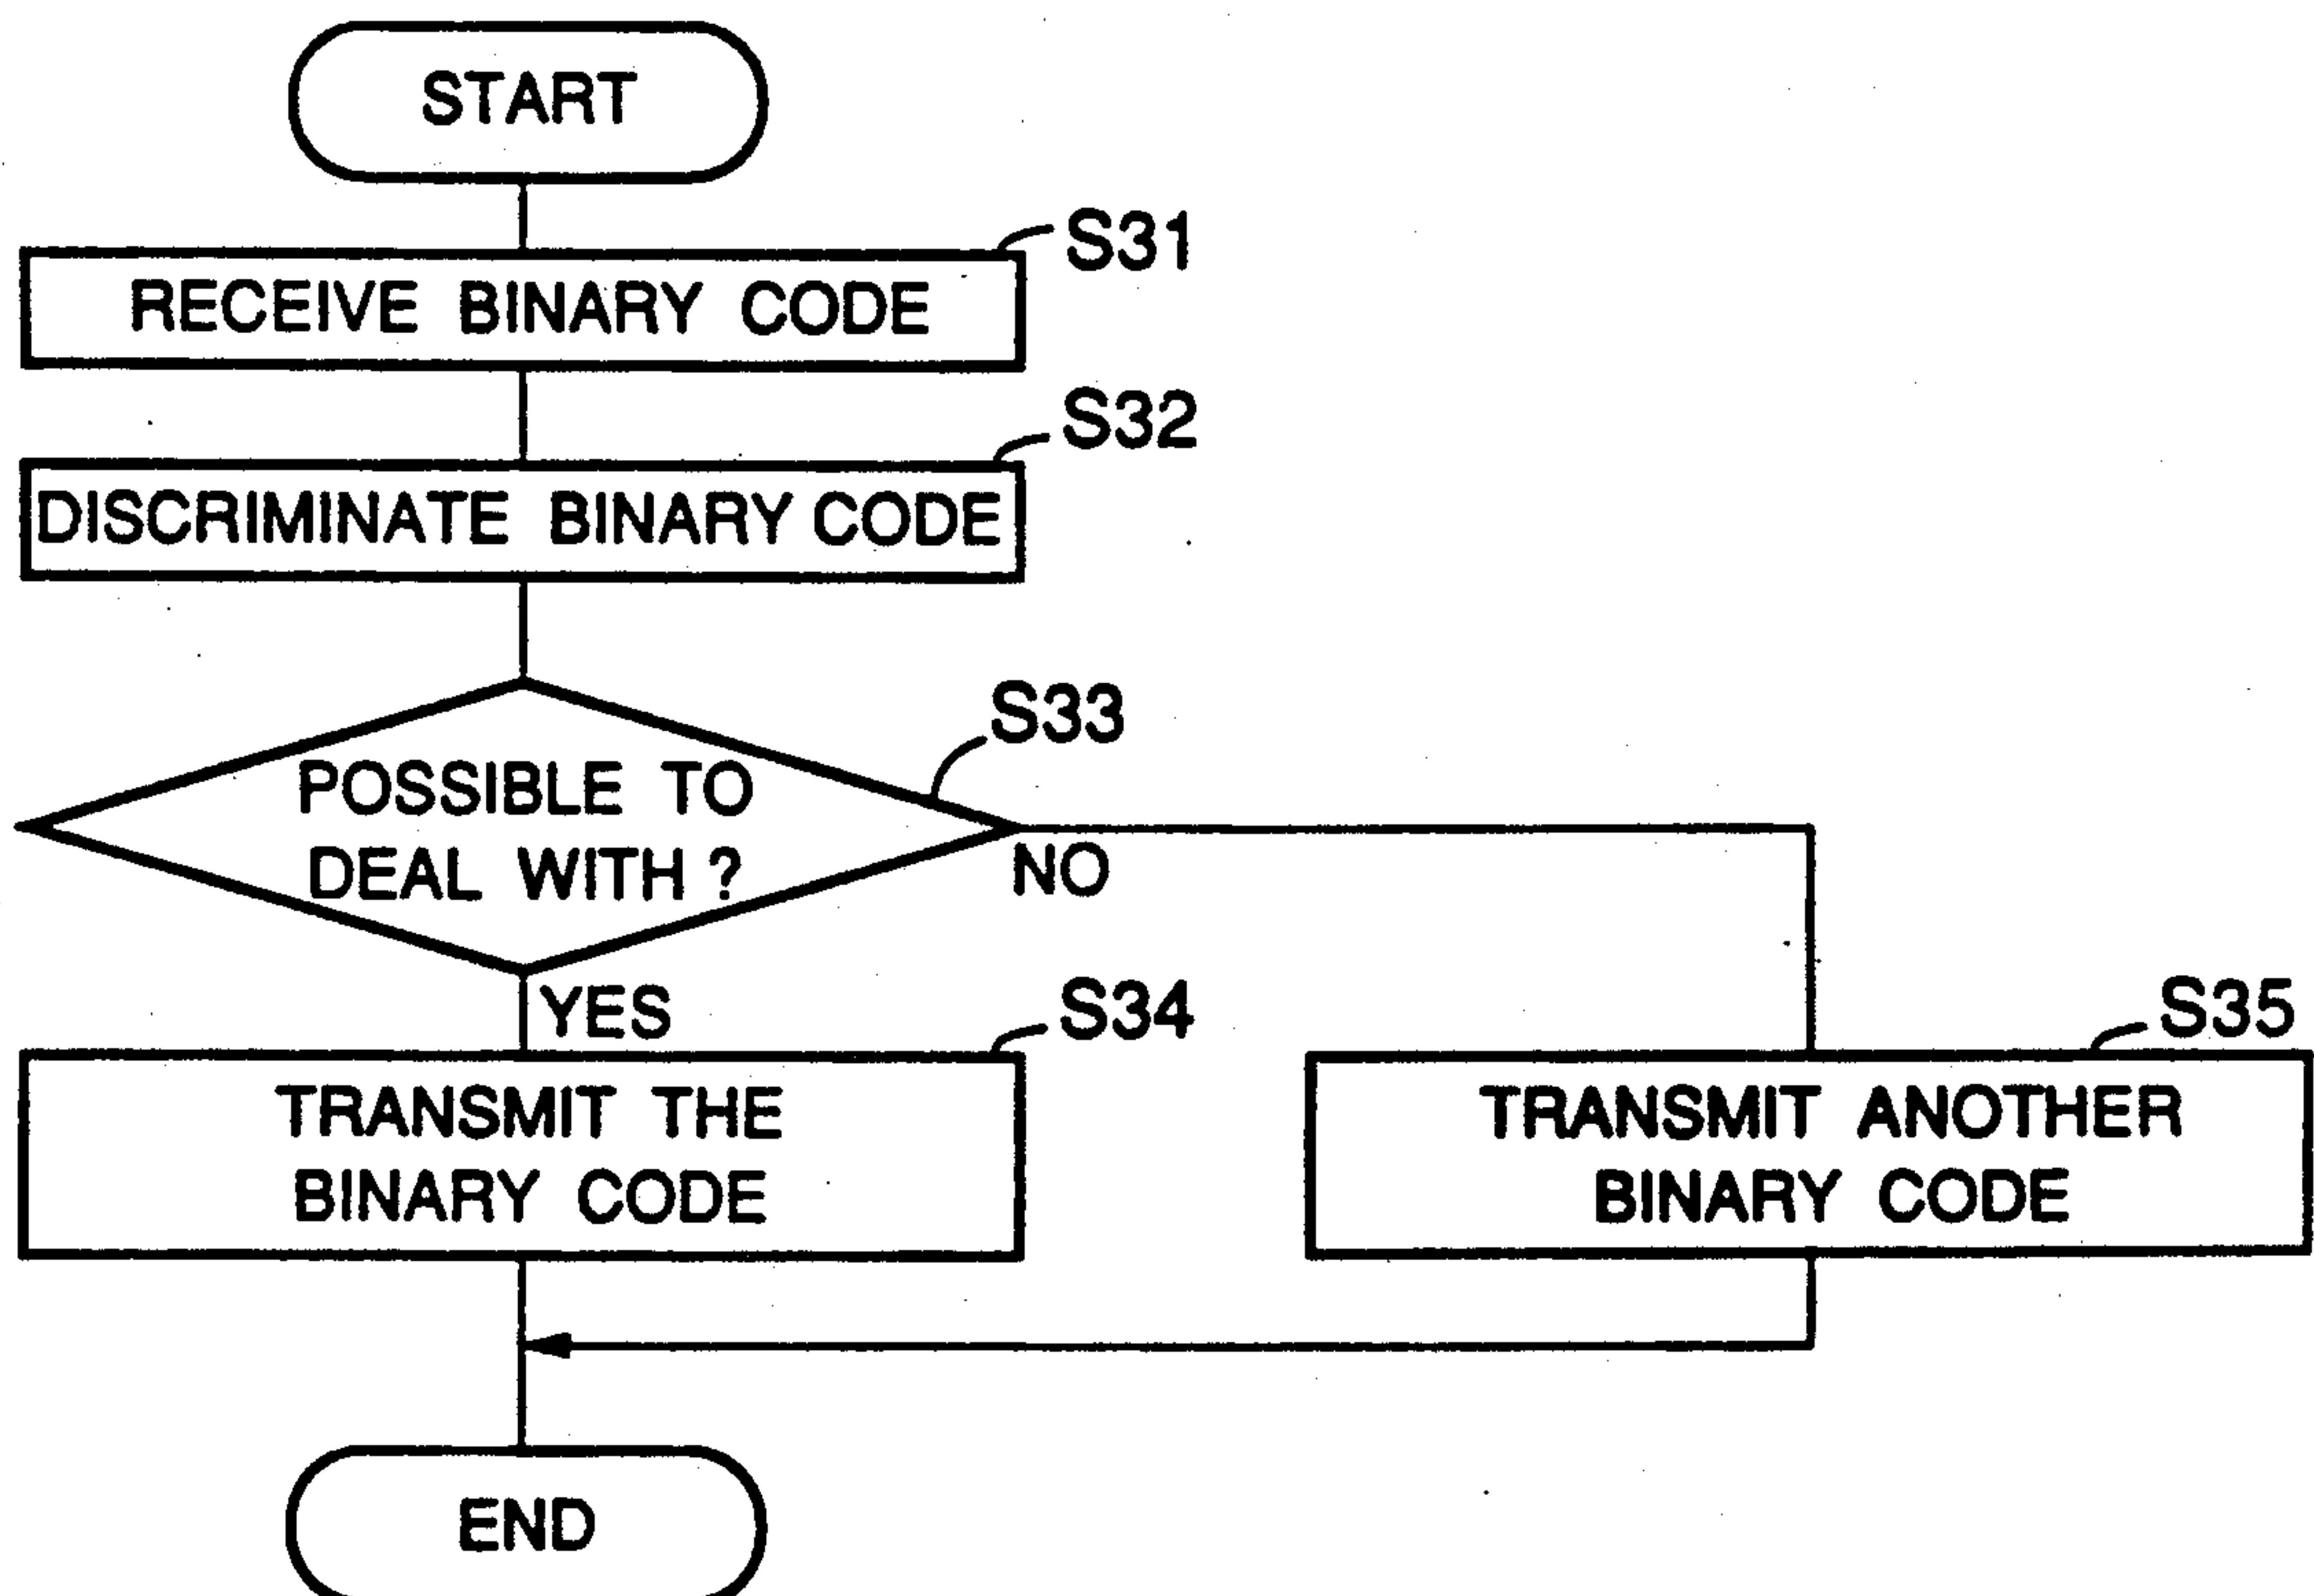 START
S31
RECEIVE BINARY CODE
S32
DISCRIMINATE BINARY CODE
S33
POSSIBLE TO
DEAL WITH ?
NO
YES
S34
TRANSMIT THE
BINARY CODE
S35
TRANSMIT ANOTHER
BINARY CODE
END